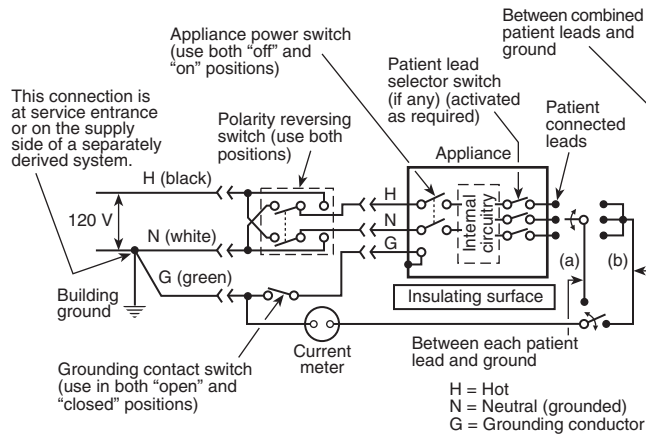 Appliance power switch
(use both “off” and
“on” positions)
Between combined
patient leads and
ground
Patient lead
selector switch
(if any) (activated
as required)
This connection is
at service entrance
or on the supply
side of a separately
derived system.
Polarity reversing
switch (use both
positions)
Patient
connected
leads
Appliance
H (black)
H
120 V
N
Internal
circuitry
N (white)
G
(a)
(b)
G (green)
Building
ground
Insulating surface
Current
meter
Between each patient
lead and ground
Grounding contact switch
(use in both “open” and
“closed” positions)
H = Hot
N = Neutral (grounded)
G = Grounding conductor